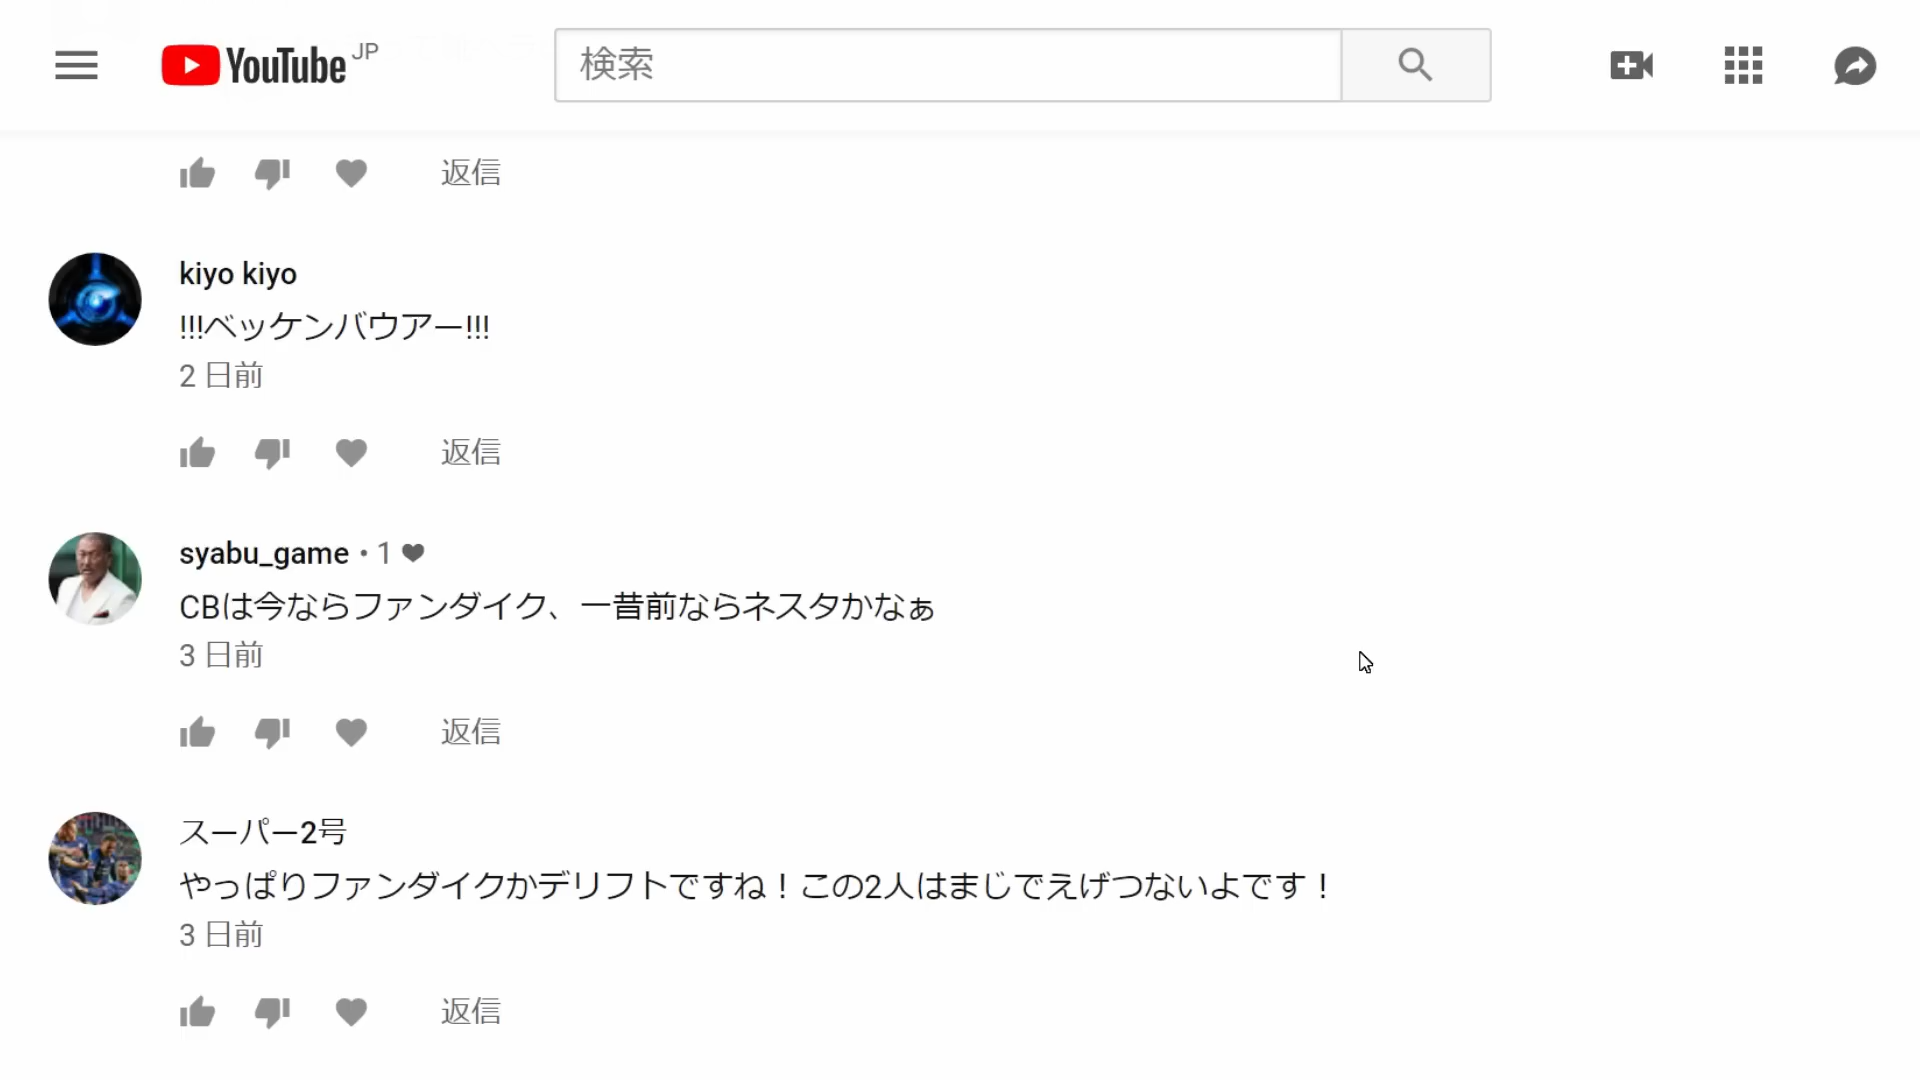 YouTube JP
検索
返信
kiyo kiyo
!!!ベッケンバウアー!!!
2 日前
返信
syabu_game • 1
CBは今ならファンダイク、一昔前ならネスタかなぁ
3 日前
返信
スーパー2号
やっぱりファンダイクかデリフトですね！この2人はまじでえげつないよです！
3 日前
返信